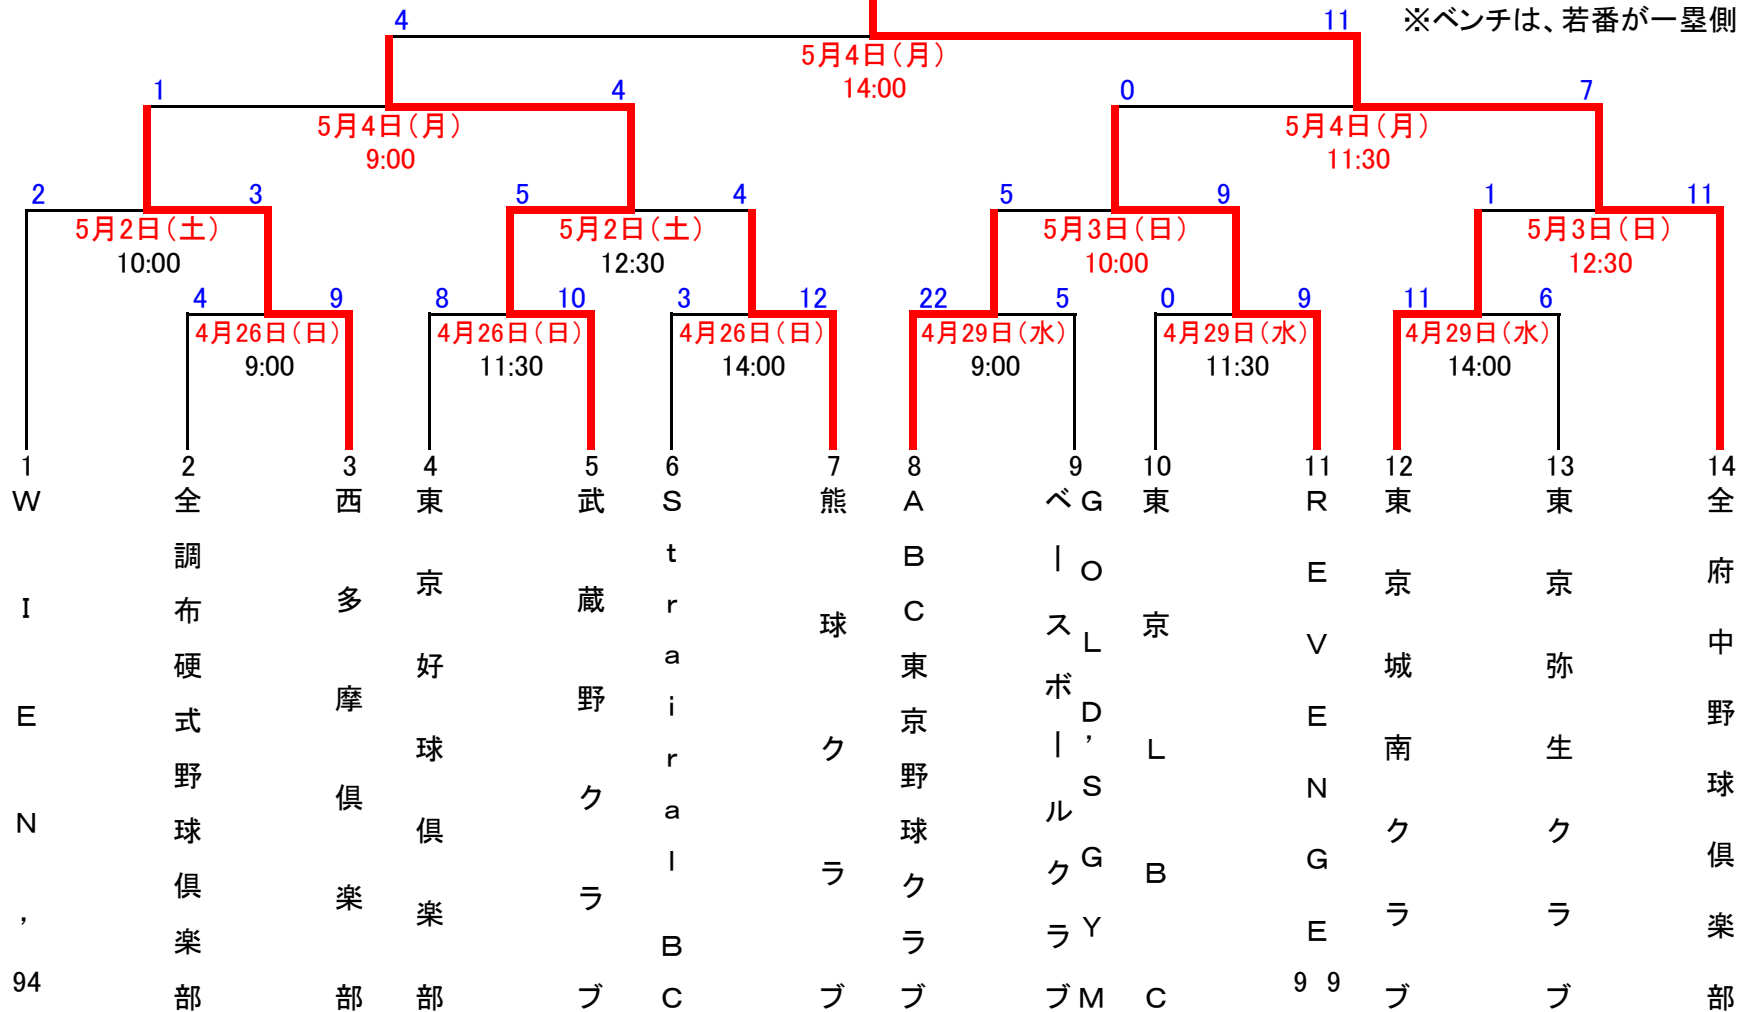 ※ベンチは、若番が一塁側
4 11
5月4日（月）
14:00
1 4 0 7
5月4日（月） 5月4日（月）
9:00 11:30
2 3 5 4 5 9 1 11
5月2日（土） 5月2日（土） 5月3日（日） 5月3日（日）
10:00 12:30 10:00 12:30
4 9 8 10 3 12 22 5 0 9 11 6
4月26日（日） 4月26日（日） 4月26日（日） 4月29日（水） 4月29日（水） 4月29日（水）
9:00 11:30 14:00 9:00 11:30 14:00
1 2 3 4 5 6 7 8 9 10 11 12 13 14
ＷＩＥＮ，94
全調布硬式野球倶楽部
西多摩倶楽部
東京好球倶楽部
武蔵野クラブ
Ｓｔｒａｉｒａｌ ＢＣ
熊球クラブ
ＡＢＣ東京野球クラブ
ＧＯＬＤ’ＳＧＹＭ
ベースボールクラブ
東京ＬＢＣ
ＲＥＶＥＮＧＥ９９
東京城南クラブ
東京弥生クラブ
全府中野球倶楽部